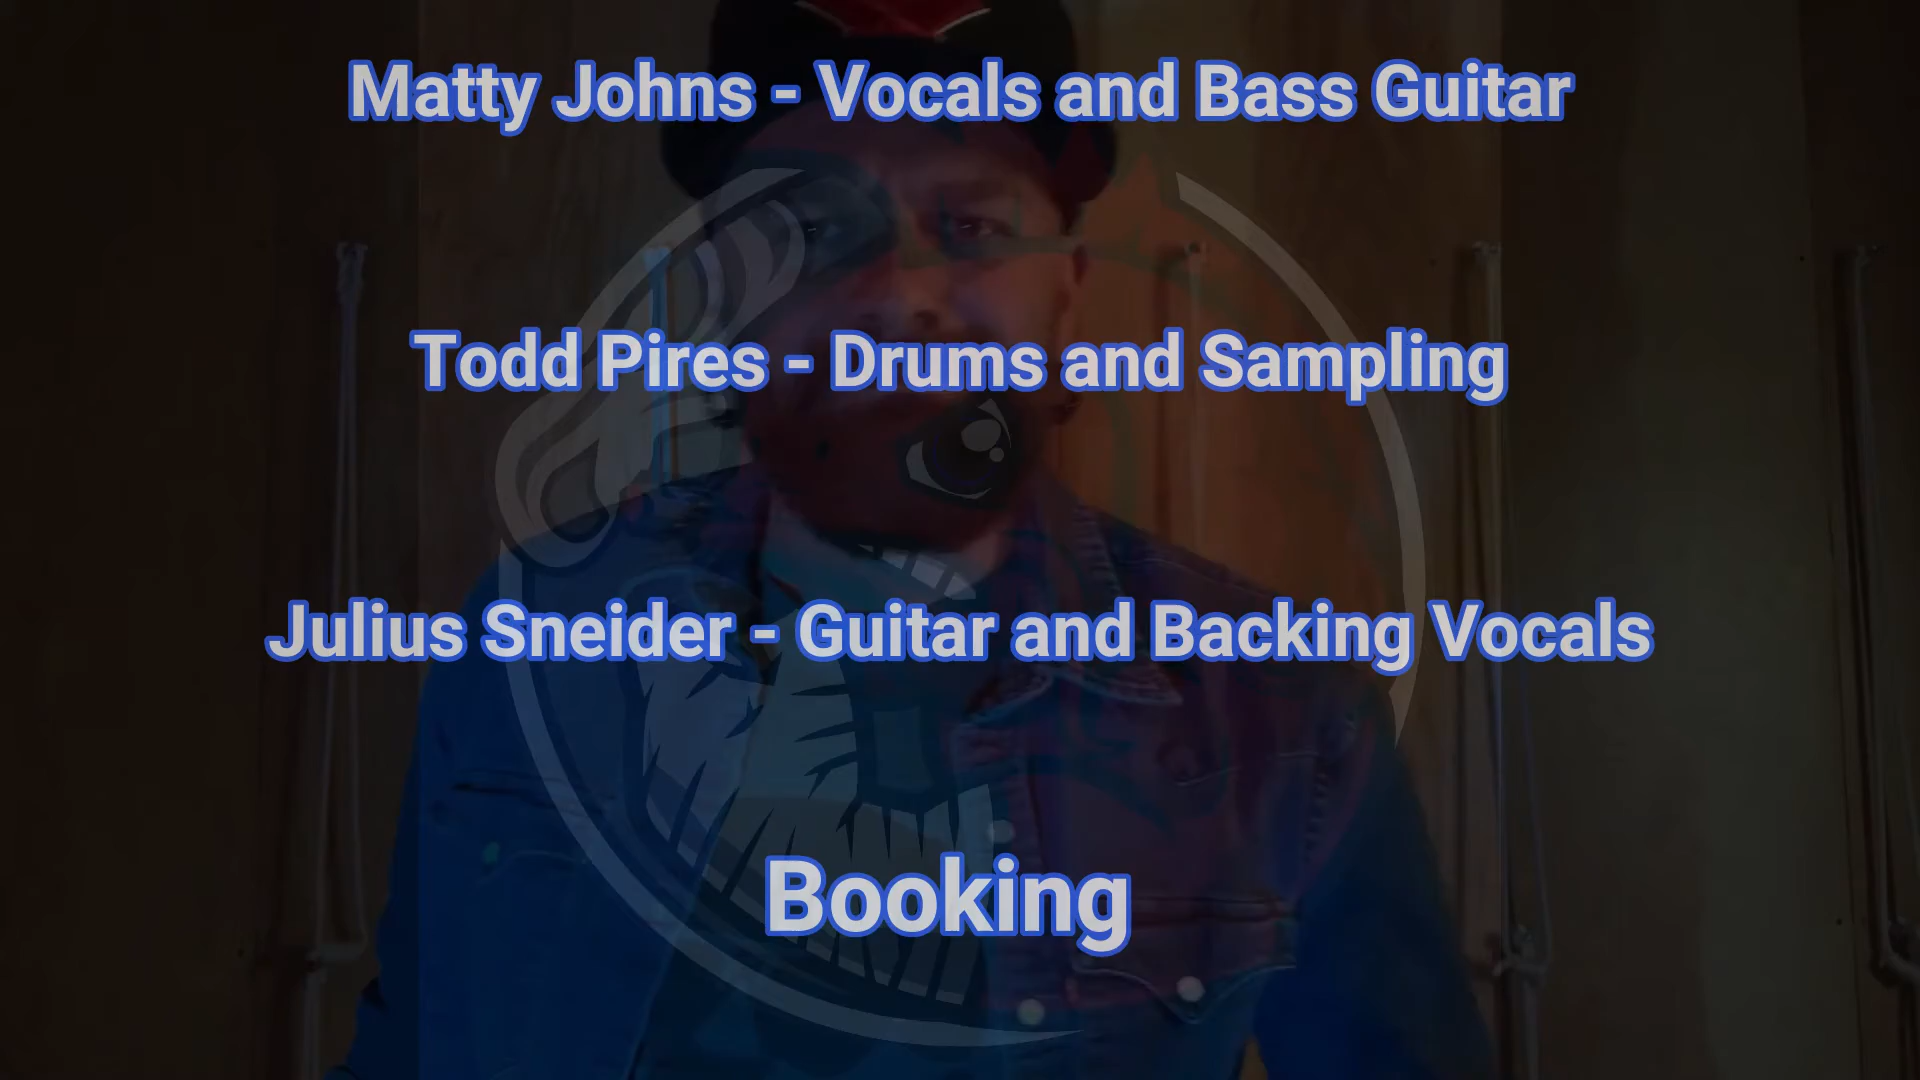 Matty Johns - Vocals and Bass Guitar
Todd Pires - Drums and Sampling
Julius Sneider - Guitar and Backing Vocals
Booking